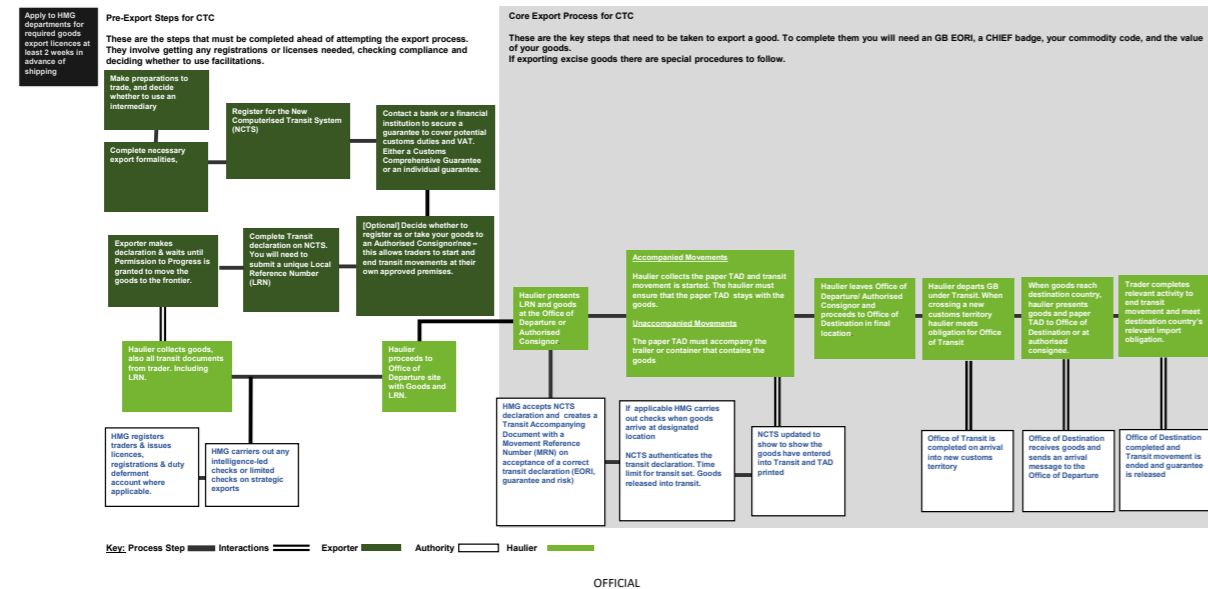 Apply to HMG
departments for
required goods
export licences at
least 2 weeks in
advance of
shipping
Pre-Export Steps for CTC
These are the steps that must be completed ahead of attempting the export process.
They involve getting any registrations or licenses needed, checking compliance and
deciding whether to use facilitations.
Make preparations to
trade, and decide
whether to use an
intermediary
Register for the New
Computerised Transit System
(NCTS)
Contact a bank or a financial
institution to secure a
guarantee to cover potential
customs duties and VAT.
Either a Customs
Comprehensive Guarantee
or an individual guarantee.
Complete necessary
export formalities,
Exporter makes
declaration & waits until
Permission to Progress is
granted to move the
goods to the frontier.
Complete Transit
declaration on NCTS.
You will need to
submit a unique Local
Reference Number
(LRN)
[Optional] Decide whether to
register as or take your goods to
an Authorised Consignor/nee –
this allows traders to start and
end transit movements at their
own approved premises.
Haulier collects goods,
also all transit documents
from trader. Including
LRN.
Haulier
proceeds to
Office of
Departure site
with Goods and
LRN.
HMG registers
traders & issues
licences,
registrations & duty
deferment
account where
applicable.
HMG carries out any
intelligence-led
checks or limited
checks on strategic
exports
Core Export Process for CTC
These are the key steps that need to be taken to export a good. To complete them you will need an GB EORI, a CHIEF badge, your commodity code, and the value
of your goods.
If exporting excise goods there are special procedures to follow.
Haulier presents
LRN and goods
at the Office of
Departure or
Authorised
Consignor
Accompanied Movements
Haulier collects the paper TAD and transit
movement is started. The haulier must
ensure that the paper TAD stays with the
goods.
Unaccompanied Movements
The paper TAD must accompany the
trailer or container that contains the
goods
Haulier leaves Office of
Departure/ Authorised
Consignor and
proceeds to Office of
Destination in final
location
Haulier departs GB
under Transit. When
crossing a new
customs territory
haulier meets
obligation for Office
of Transit
When goods reach
destination country,
haulier presents
goods and paper
TAD to Office of
Destination or at
authorised
consignee.
Trader completes
relevant activity to
end transit
movement and meet
destination country's
relevant import
obligation.
HMG accepts NCTS
declaration and creates a
Transit Accompanying
Document with a
Movement Reference
Number (MRN) on
acceptance of a correct
transit declaration (EORI,
guarantee and risk)
If applicable HMG carries
out checks when goods
arrive at designated
location
NCTS authenticates the
transit declaration. Time
limit for transit set. Goods
released into transit.
NCTS updated to
show to show the
goods have entered
into Transit and TAD
printed
Office of Transit is
completed on arrival
into new customs
territory
Office of Destination
receives goods and
sends an arrival
message to the
Office of Departure
Office of Destination
completed and
Transit movement is
ended and guarantee
is released
Key: Process Step Interactions Exporter Authority Haulier
OFFICIAL